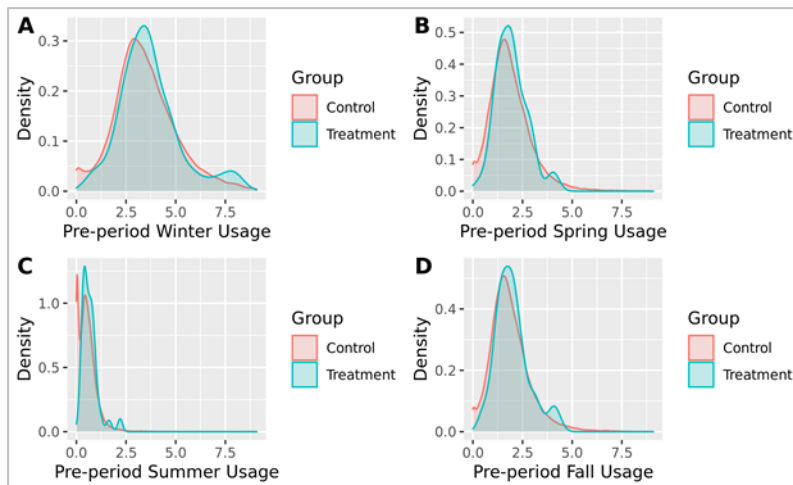 A
Density
0.3
0.2
0.1
0.0
0.0 2.5 5.0 7.5
Pre-period Winter Usage
Group
Control
Treatment
B
Density
0.5
0.4
0.3
0.2
0.1
0.0
0.0 2.5 5.0 7.5
Pre-period Spring Usage
Group
Control
Treatment
C
Density
1.0
0.5
0.0
0.0 2.5 5.0 7.5
Pre-period Summer Usage
Group
Control
Treatment
D
Density
0.4
0.2
0.0
0.0 2.5 5.0 7.5
Pre-period Fall Usage
Group
Control
Treatment